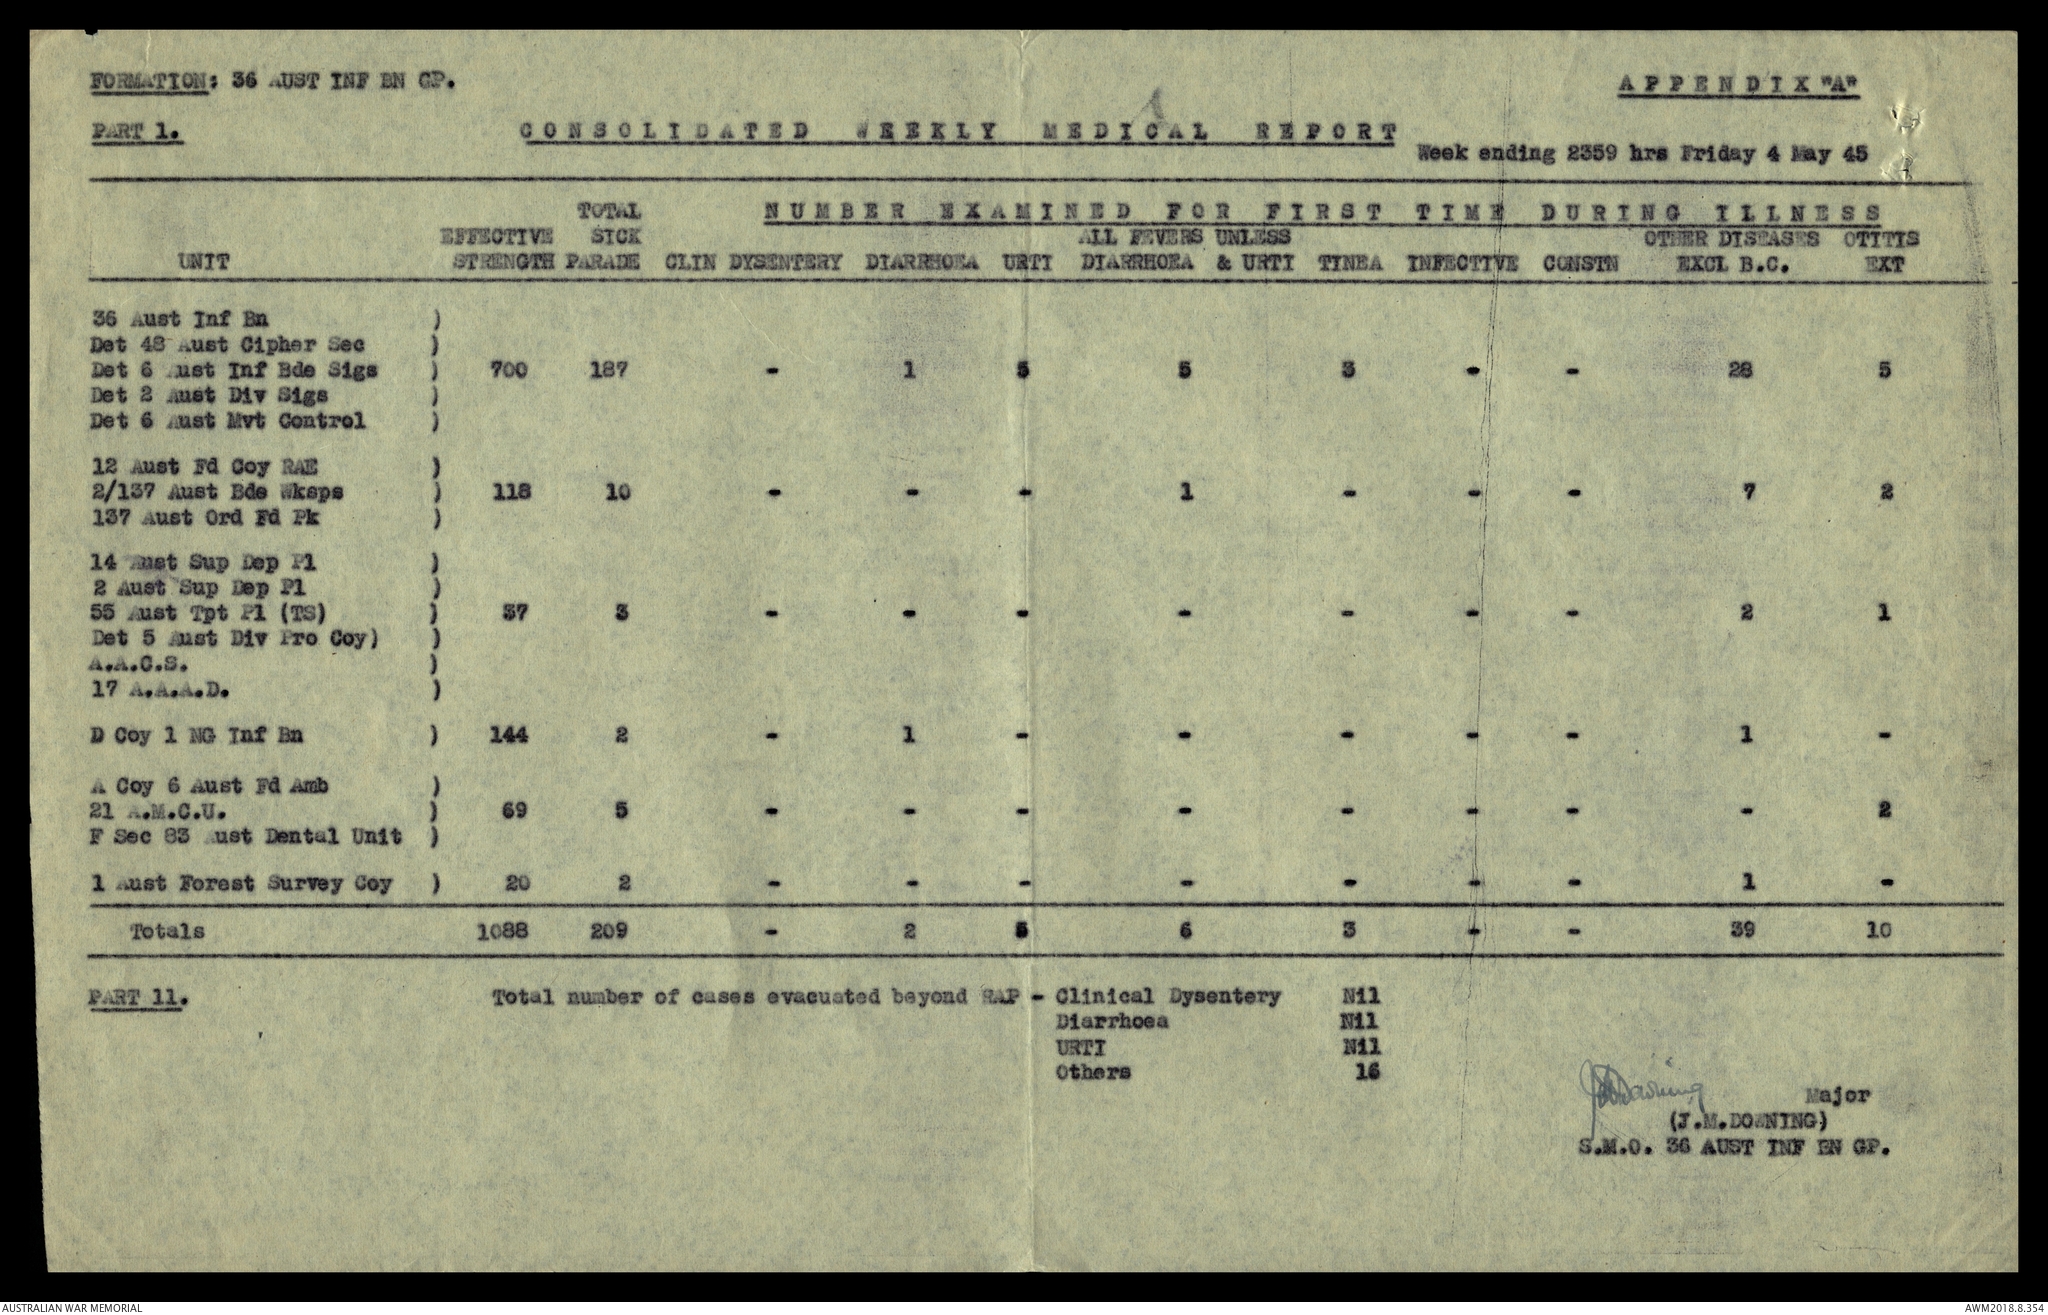 FORMATION: 36 AUST INF BN GP.
APPENDIX "A"
PART 1.
CONSOLIDATED WEEKLY MEDICAL REPORT
Week ending 2359 hrs Friday 4 May 45
TOTAL NUMBER EXAMINED FOR FIRST TIME DURING ILLNESS
EFFECTIVE SICK ALL FEVERS UNLESS OTHER DISEASES OTITIS
UNIT STRENGTH PARADE CLIN DYSENTERY DIARRHOEA URTI DIARRHOEA & URTI TINEA INFECTIVE CONSTN EXCL B.C. EXT
36 Aust Inf Bn )
Det 48 Aust Cipher Sec )
Det 6 Aust Inf Bde Sigs ) 700 187 - 1 5 5 3 - - 28 5
Det 2 Aust Div Sigs )
Det 6 Aust Mvt Control )
12 Aust Fd Coy RAE )
2/137 Aust Bde Wksps ) 118 10 - - - 1 - - - 7 2
137 Aust Ord Fd Pk )
14 Aust Sup Dep Pl )
2 Aust Sup Dep Pl )
55 Aust Tpt Pl (TS) ) 37 3 - - - - - - - 2 1
Det 5 Aust Div Pro Coy) )
A.A.C.S. )
17 A.A.A.D. )
D Coy 1 NG Inf Bn ) 144 2 - 1 - - - - - 1 -
A Coy 6 Aust Fd Amb )
21 A.M.C.U. ) 69 5 - - - - - - - - 2
F Sec 83 Aust Dental Unit )
1 Aust Forest Survey Coy ) 20 2 - - - - - - - 1 -
Totals 1088 209 - 2 5 6 3 - - 39 10
PART 11. Total number of cases evacuated beyond RAP - Clinical Dysentery Nil
Diarrhoea Nil
URTI Nil
Others 16
JM Downing Major
(J.M.DOWNING)
S.M.O. 36 AUST INF BN GP.
AUSTRALIAN WAR MEMORIAL
AWM2018.8.354